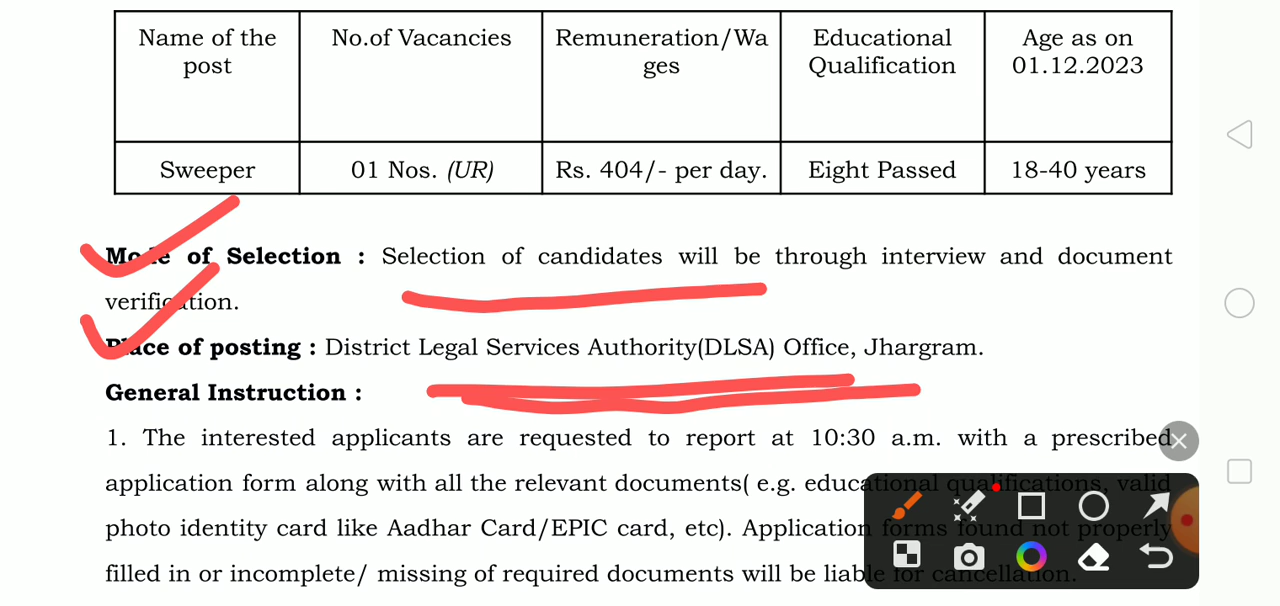 Name of the post
No.of Vacancies
Remuneration/Wa
ges
Educational Qualification
Age as on 01.12.2023
Sweeper
01 Nos. (UR)
Rs. 404/- per day.
Eight Passed
18-40 years
Mode of Selection : Selection of candidates will be through interview and document
verification.
Place of posting : District Legal Services Authority(DLSA) Office, Jhargram.
General Instruction :
1. The interested applicants are requested to report at 10:30 a.m. with a prescribed
application form along with all the relevant documents( e.g. educational qualifications, valid
photo identity card like Aadhar Card/EPIC card, etc). Application forms found not properly
filled in or incomplete/ missing of required documents will be liable for cancellation.